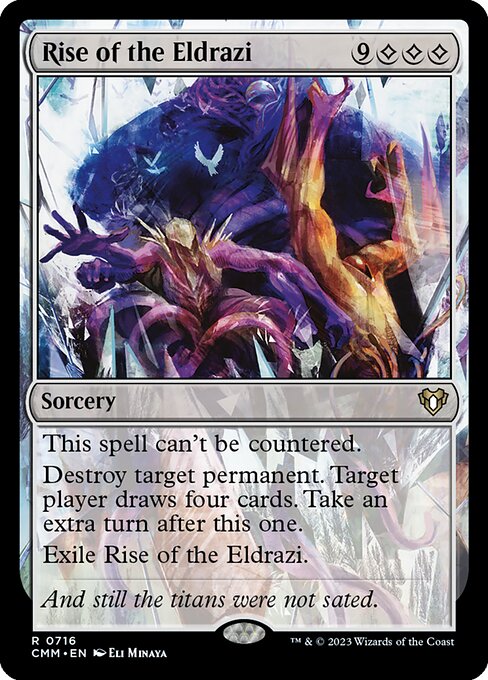 Rise of the Eldrazi 9
Sorcery
This spell can't be countered.
Destroy target permanent. Target
player draws four cards. Take an
extra turn after this one.
Exile Rise of the Eldrazi.
And still the titans were not sated.
R 0716
™ & © 2023 Wizards of the Coast
CMM • EN Eli Minaya